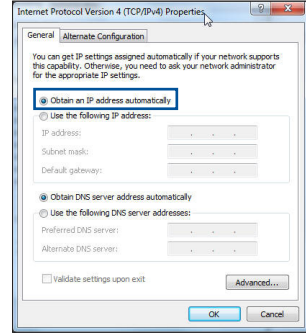 Internet Protocol Version 4 (TCP/IPv4) Properties
General
Alternate Configuration
You can get IP settings assigned automatically if your network supports
this capability. Otherwise, you need to ask your network administrator
for the appropriate IP settings.
Obtain an IP address automatically
Use the following IP address:
IP address:
Subnet mask:
Default gateway:
Obtain DNS server address automatically
Use the following DNS server addresses:
Preferred DNS server:
Alternate DNS server:
Validate settings upon exit
Advanced...
OK
Cancel